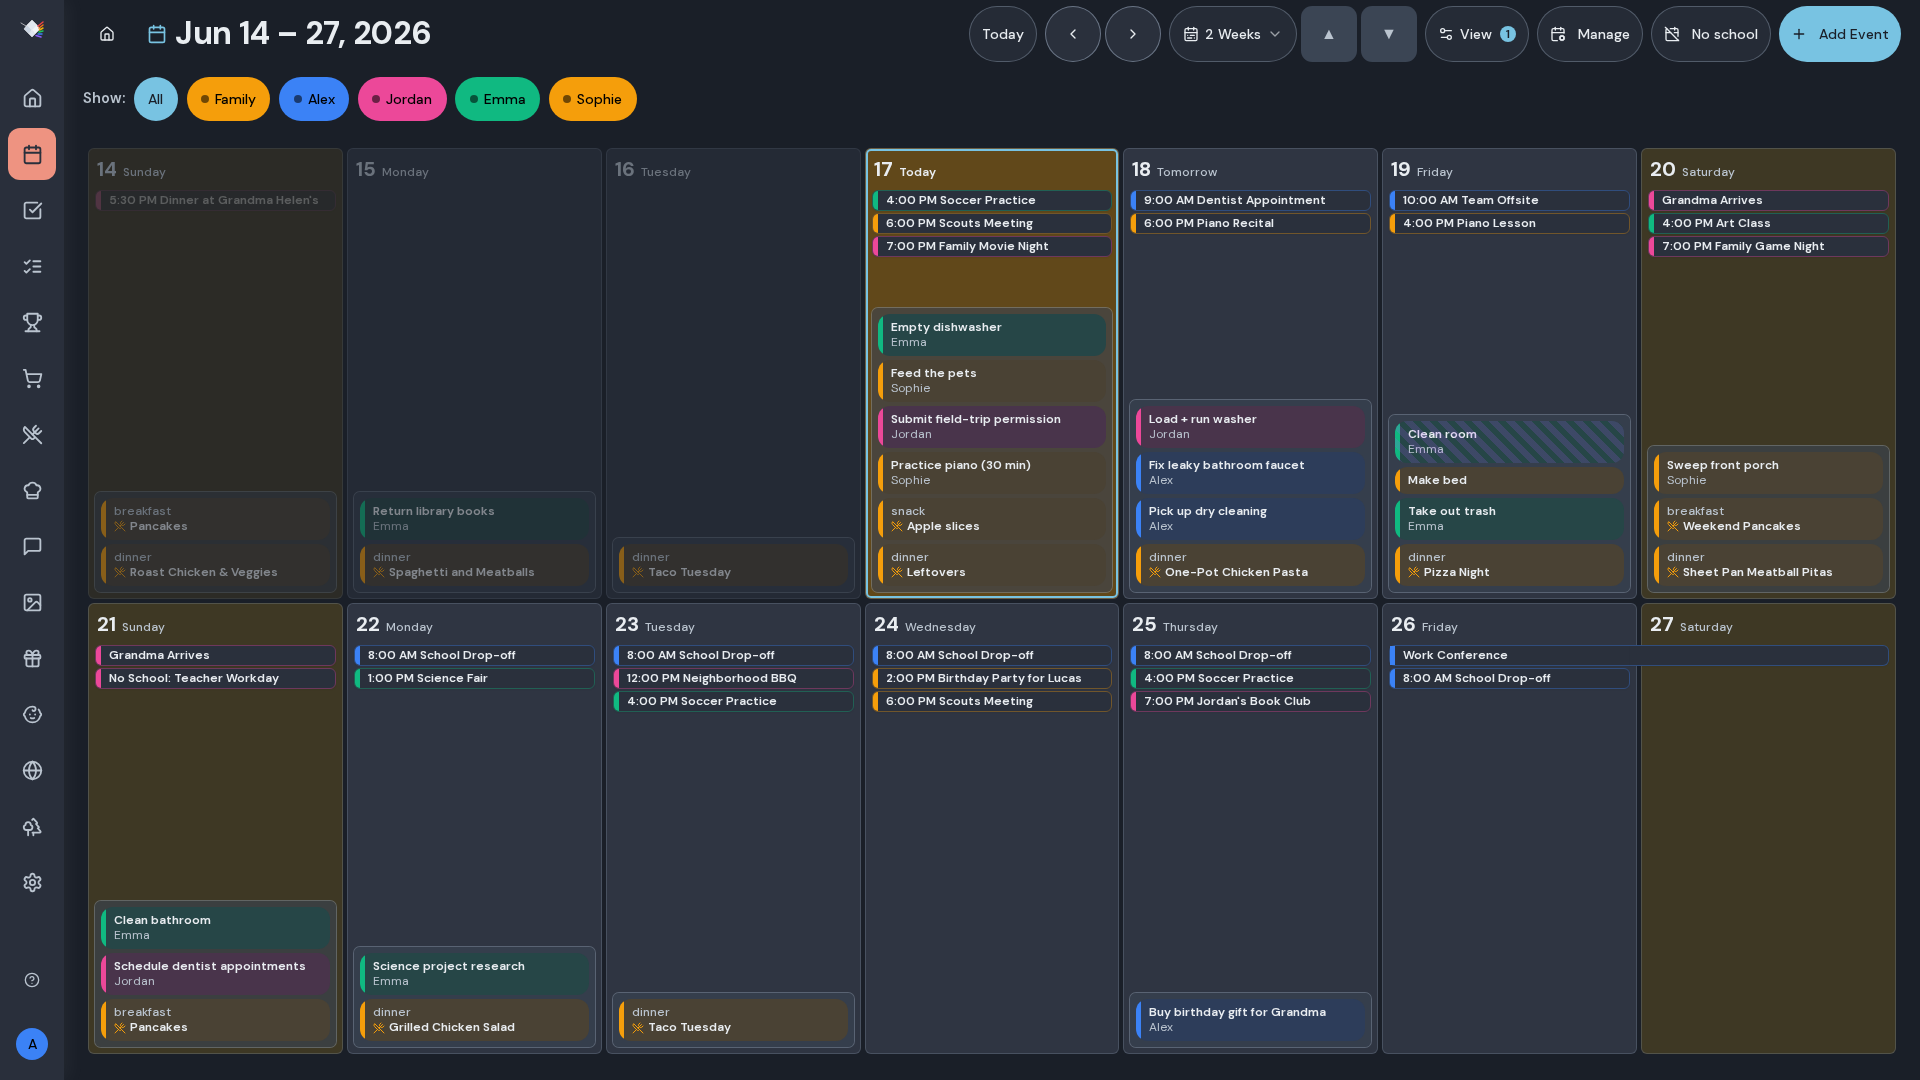 Jun 14 – 27, 2026
Today
2 Weeks
View 1
Manage
No school
Add Event
Show:
All
Family
Alex
Jordan
Emma
Sophie
14 Sunday
5:30 PM Dinner at Grandma Helen's
breakfast
Pancakes
dinner
Roast Chicken & Veggies
15 Monday
Return library books
Emma
dinner
Spaghetti and Meatballs
16 Tuesday
dinner
Taco Tuesday
17 Today
4:00 PM Soccer Practice
6:00 PM Scouts Meeting
7:00 PM Family Movie Night
Empty dishwasher
Emma
Feed the pets
Sophie
Submit field-trip permission
Jordan
Practice piano (30 min)
Sophie
snack
Apple slices
dinner
Leftovers
18 Tomorrow
9:00 AM Dentist Appointment
6:00 PM Piano Recital
Load + run washer
Jordan
Fix leaky bathroom faucet
Alex
Pick up dry cleaning
Alex
dinner
One-Pot Chicken Pasta
19 Friday
10:00 AM Team Offsite
4:00 PM Piano Lesson
Clean room
Emma
Make bed
Take out trash
Emma
dinner
Pizza Night
20 Saturday
Grandma Arrives
4:00 PM Art Class
7:00 PM Family Game Night
Sweep front porch
Sophie
breakfast
Weekend Pancakes
dinner
Sheet Pan Meatball Pitas
21 Sunday
Grandma Arrives
No School: Teacher Workday
Clean bathroom
Emma
Schedule dentist appointments
Jordan
breakfast
Pancakes
22 Monday
8:00 AM School Drop-off
1:00 PM Science Fair
Science project research
Emma
dinner
Grilled Chicken Salad
23 Tuesday
8:00 AM School Drop-off
12:00 PM Neighborhood BBQ
4:00 PM Soccer Practice
dinner
Taco Tuesday
24 Wednesday
8:00 AM School Drop-off
2:00 PM Birthday Party for Lucas
6:00 PM Scouts Meeting
25 Thursday
8:00 AM School Drop-off
4:00 PM Soccer Practice
7:00 PM Jordan's Book Club
Buy birthday gift for Grandma
Alex
26 Friday
Work Conference
8:00 AM School Drop-off
27 Saturday
A